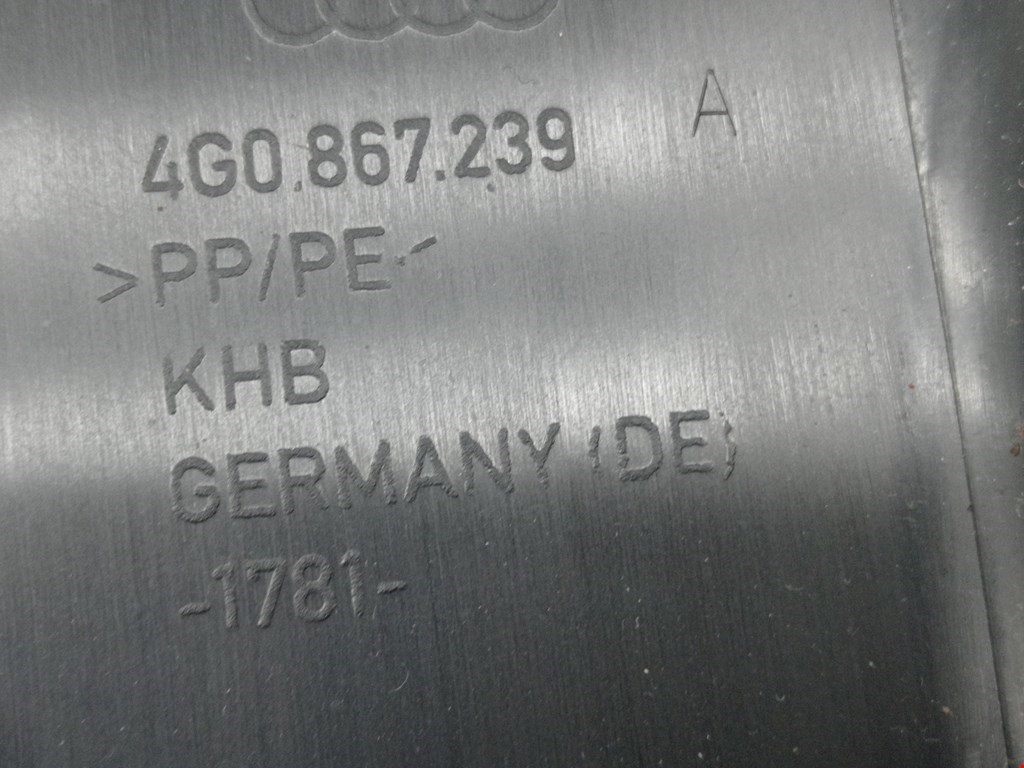 4G0.867.239 A
>PP/PE<
KHB
GERMANY (DE)
-1781-